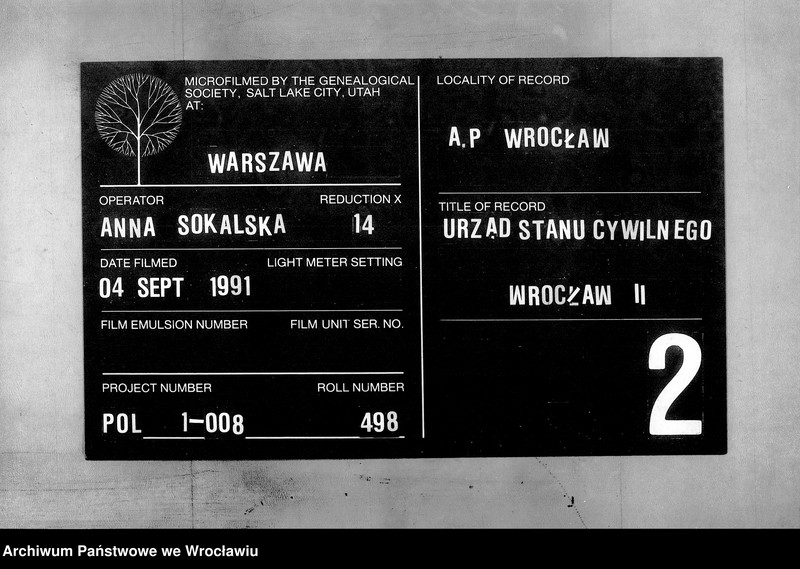 MICROFILMED BY THE GENEALOGICAL
SOCIETY, SALT LAKE CITY, UTAH
AT:
WARSZAWA
OPERATOR REDUCTION X
ANNA SOKALSKA 14
DATE FILMED LIGHT METER SETTING
04 SEPT 1991
FILM EMULSION NUMBER FILM UNIT SER. NO.
PROJECT NUMBER ROLL NUMBER
POL 1-008 498
LOCALITY OF RECORD
A.P WROCŁAW
TITLE OF RECORD
URZĄD STANU CYWILNEGO
WROCŁAW II
2
Archiwum Państwowe we Wrocławiu